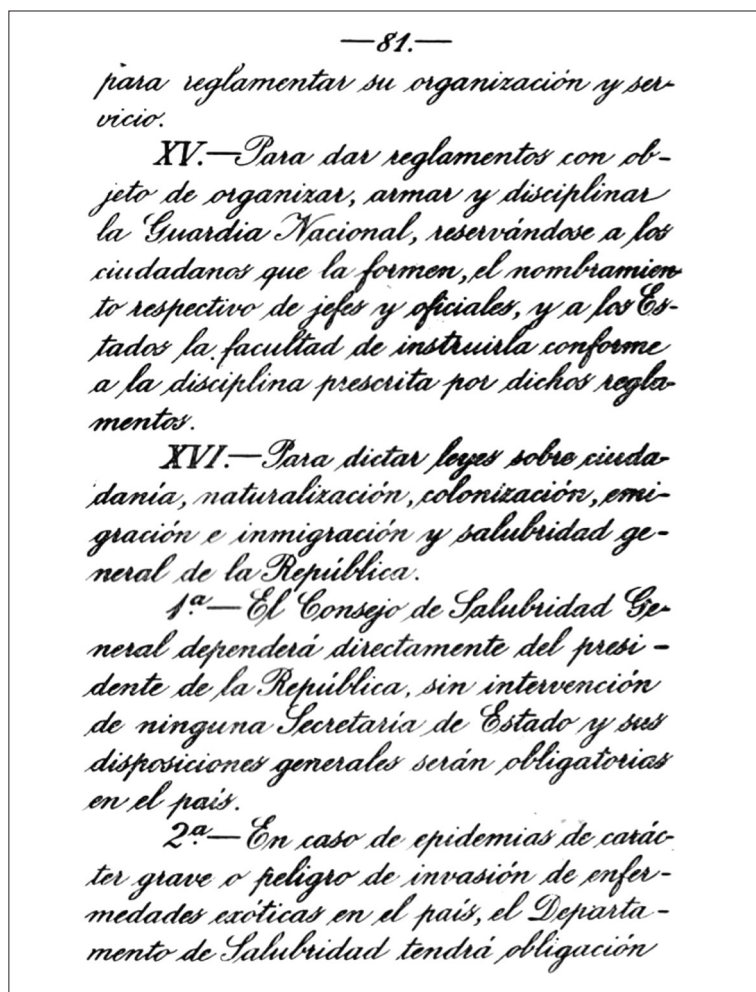 —81.—
para reglamentar su organización y ser-
vicio.
XV.—Para dar reglamentos con ob-
jeto de organizar, armar y disciplinar
la Guardia Nacional, reservándose a los
ciudadanos que la formen, el nombramien-
to respectivo de jefes y oficiales, y a los Es-
tados la facultad de instruirla conforme
a la disciplina prescrita por dichos regla-
mentos.
XVI.—Para dictar leyes sobre ciuda-
danía, naturalización, colonización, emi-
gración e inmigración y salubridad ge-
neral de la República.
1ª.—El Consejo de Salubridad Ge-
neral dependerá directamente del presi-
dente de la República, sin intervención
de ninguna Secretaría de Estado y sus
disposiciones generales serán obligatorias
en el país.
2ª.—En caso de epidemias de carác-
ter grave o peligro de invasión de enfer-
medades exóticas en el país, el Departa-
mento de Salubridad tendrá obligación